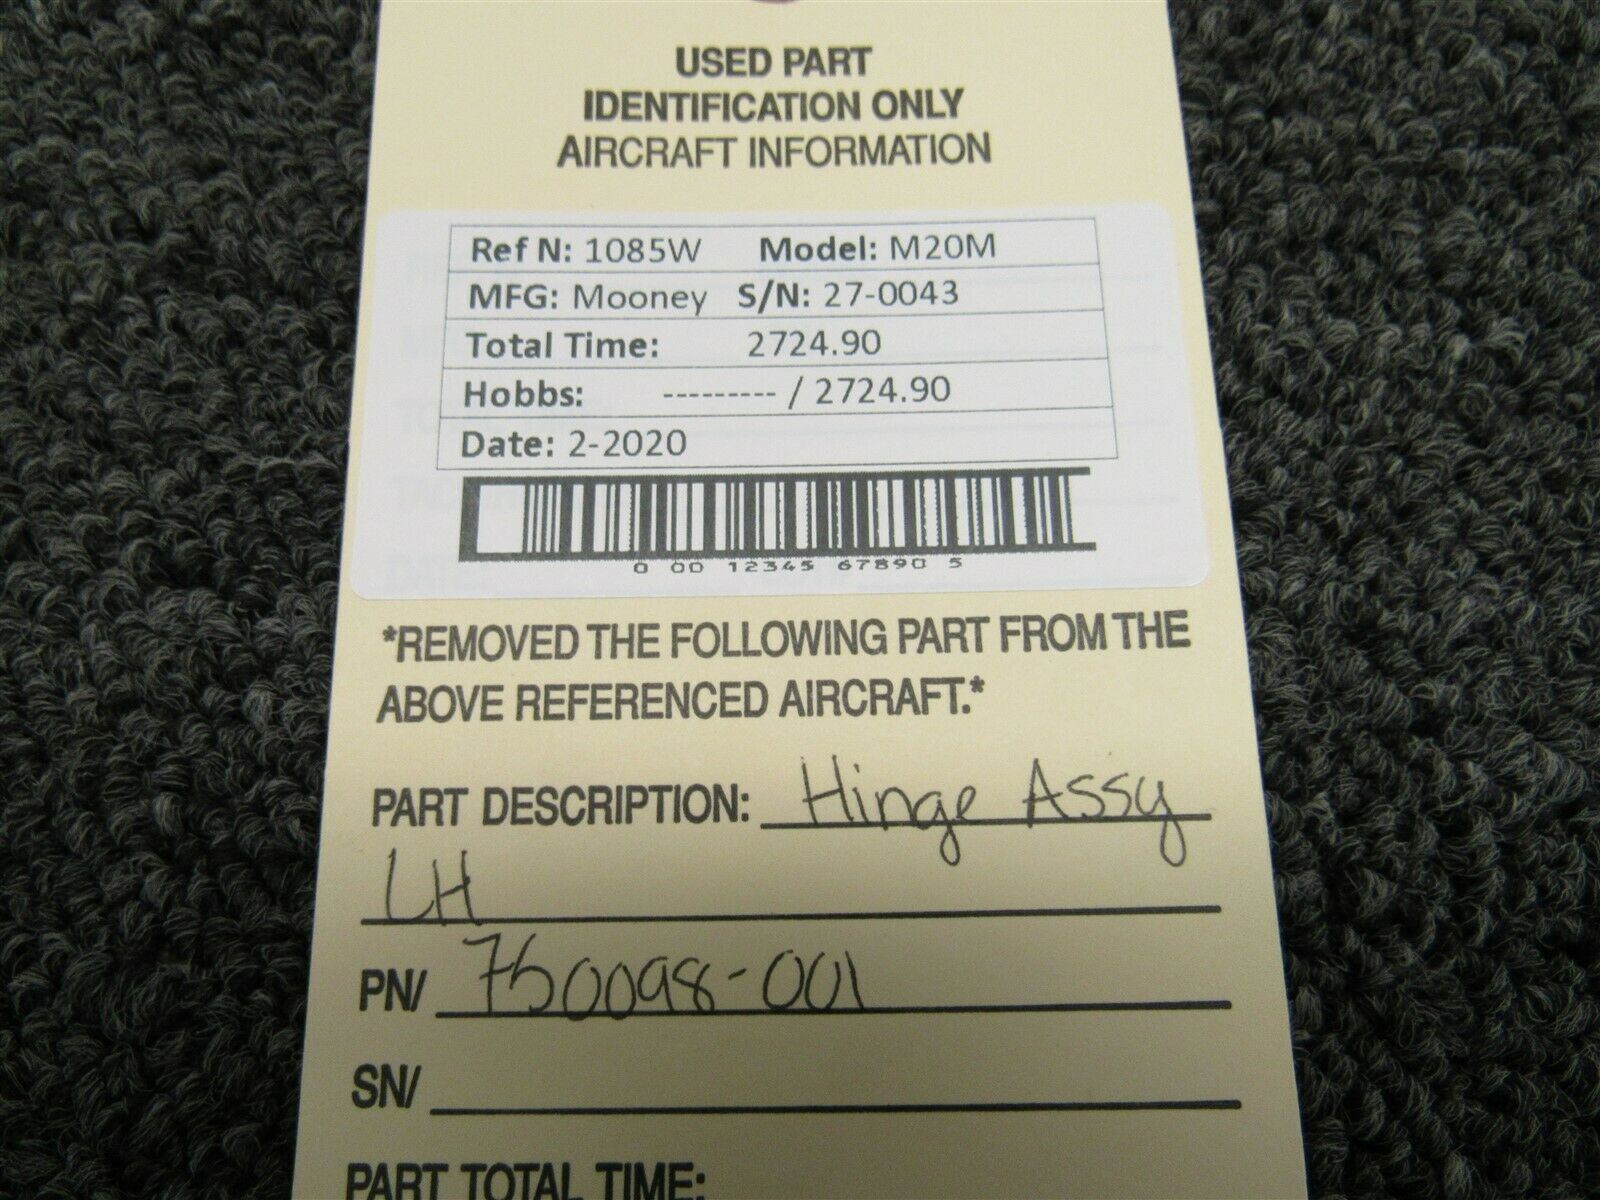 USED PART
IDENTIFICATION ONLY
AIRCRAFT INFORMATION
Ref N: 1085W Model: M20M
MFG: Mooney S/N: 27-0043
Total Time: 2724.90
Hobbs: --------- / 2724.90
Date: 2-2020
0 00 12345 67890 5
*REMOVED THE FOLLOWING PART FROM THE
ABOVE REFERENCED AIRCRAFT.*
PART DESCRIPTION: Hinge Assy
LH
PN/ 750098-001
SN/
PART TOTAL TIME: